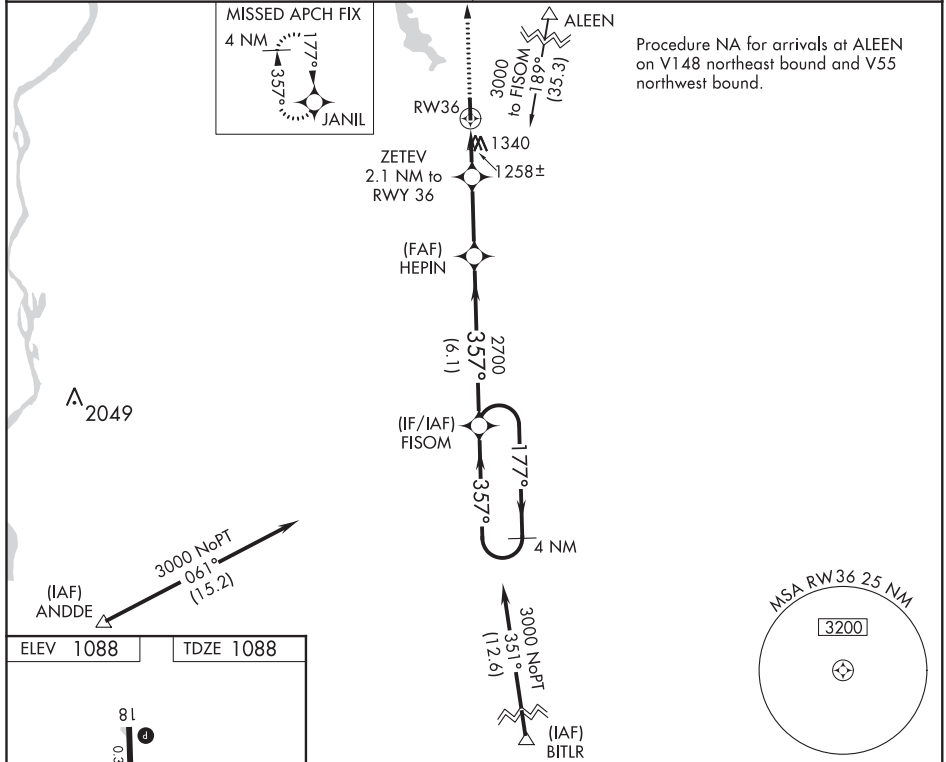 MISSED APCH FIX
4 NM
177°
357°
JANIL
ALEEN
3000
to FISOM
189°
(35.3)
Procedure NA for arrivals at ALEEN
on V148 northeast bound and V55
northwest bound.
RW36
1340
1258±
ZETEV
2.1 NM to
RWY 36
(FAF)
HEPIN
2700
357°
(6.1)
2049
(IF/IAF)
FISOM
177°
357°
4 NM
3000 NoPT
061°
(15.2)
(IAF)
ANDDE
3000 NoPT
351°
(12.6)
(IAF)
BITLR
MSA RW36 25 NM
3200
ELEV 1088
TDZE 1088
18
P